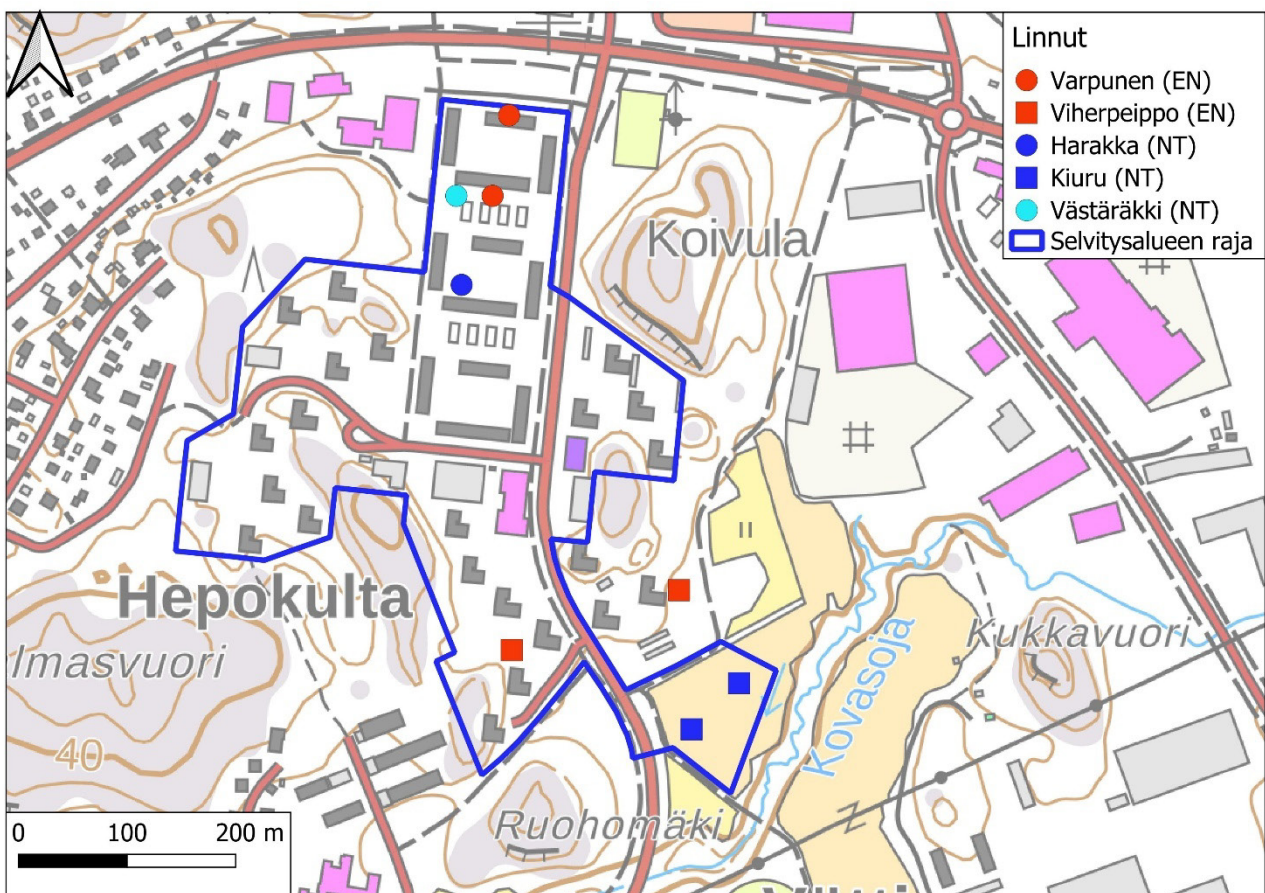 Linnut
Varpunen (EN)
Viherpeippo (EN)
Harakka (NT)
Kiuru (NT)
Västäräkki (NT)
Selvitysalueen raja
Koivula
Hepokulta
Ilmasvuori
Kukkavuori
Kovasoja
40
Ruohomäki
0 100 200 m